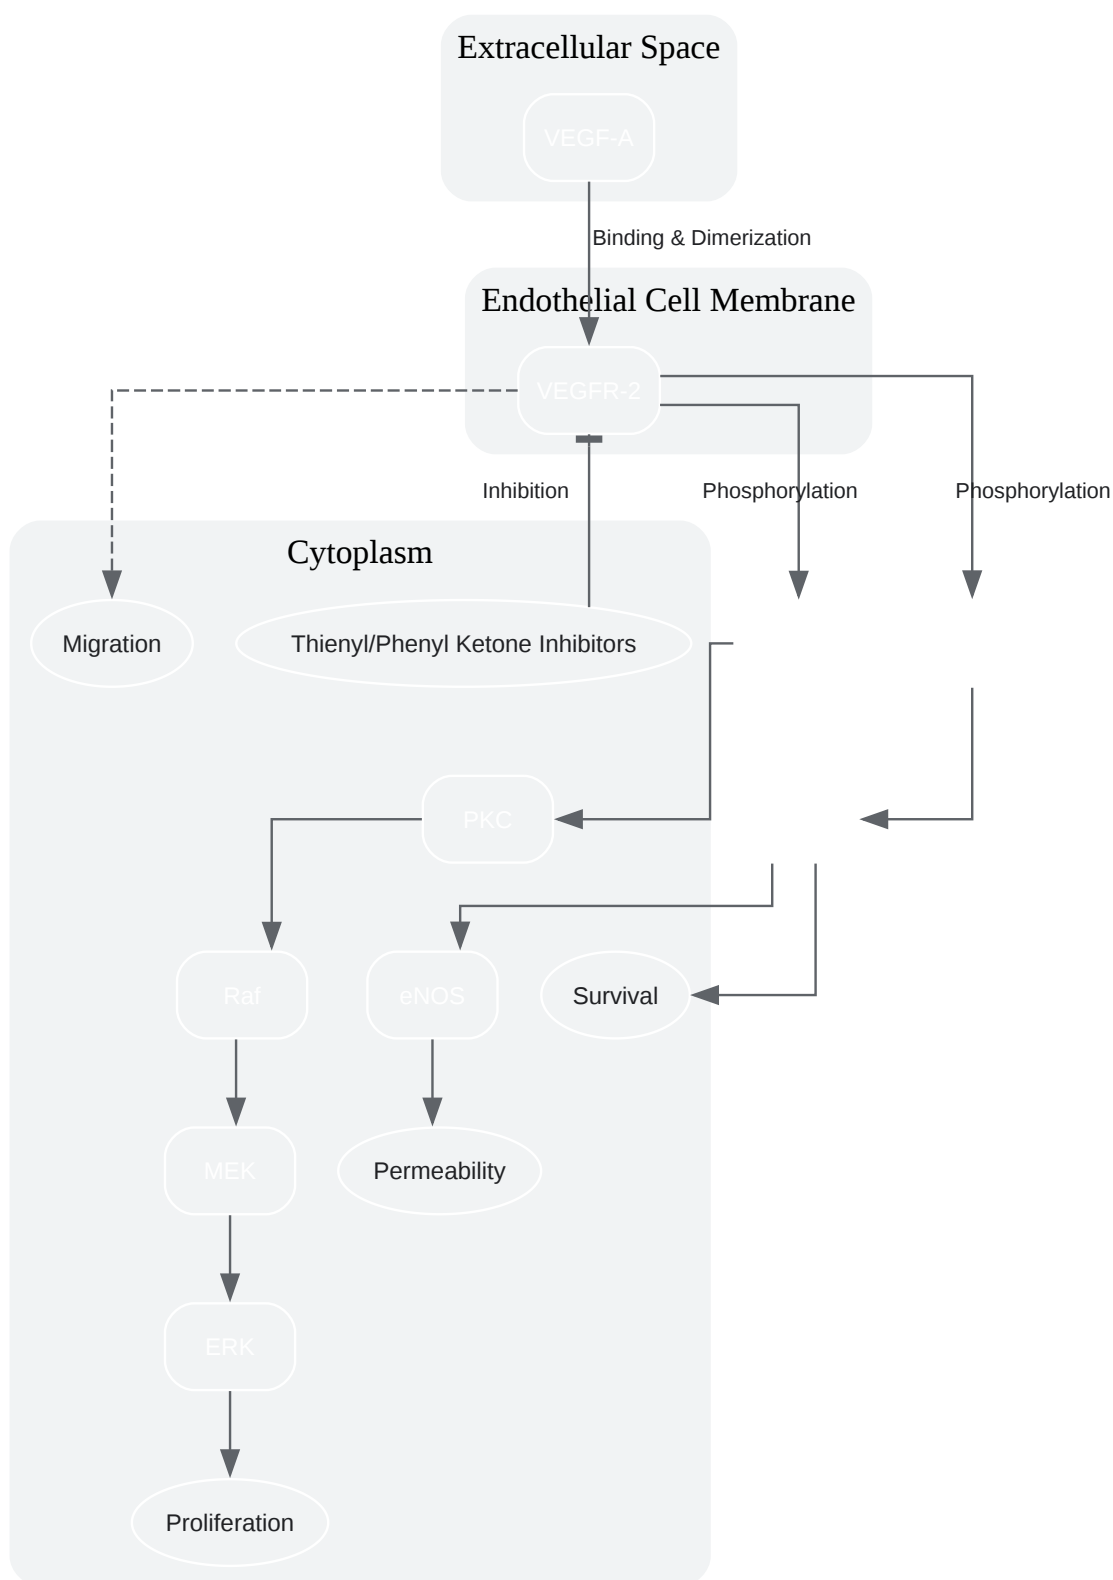 Extracellular Space
VEGF-A
Binding & Dimerization
Endothelial Cell Membrane
VEGFR-2
Inhibition
Phosphorylation
Phosphorylation
Cytoplasm
Migration
Thienyl/Phenyl Ketone Inhibitors
PKC
Raf
eNOS
Survival
MEK
Permeability
ERK
Proliferation